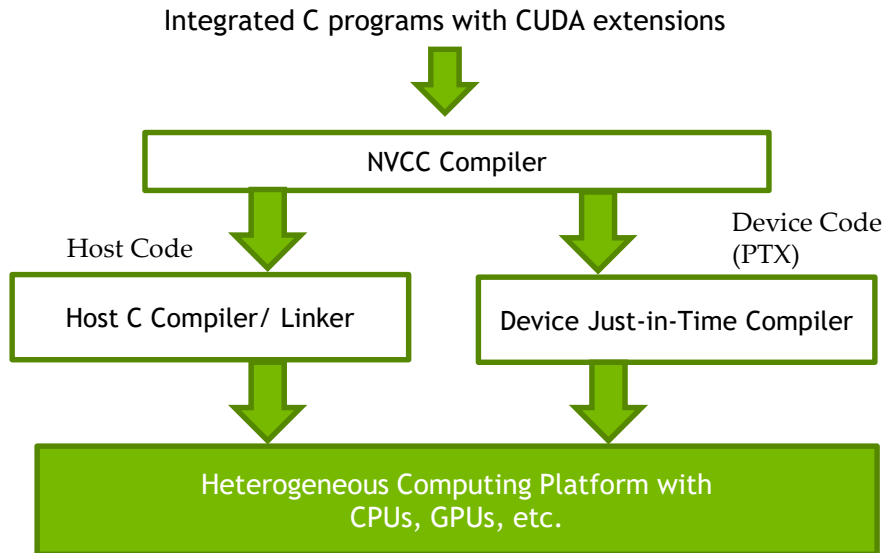 Integrated C programs with CUDA extensions
NVCC Compiler
Host Code
Device Code
(PTX)
Host C Compiler/ Linker
Device Just-in-Time Compiler
Heterogeneous Computing Platform with
CPUs, GPUs, etc.